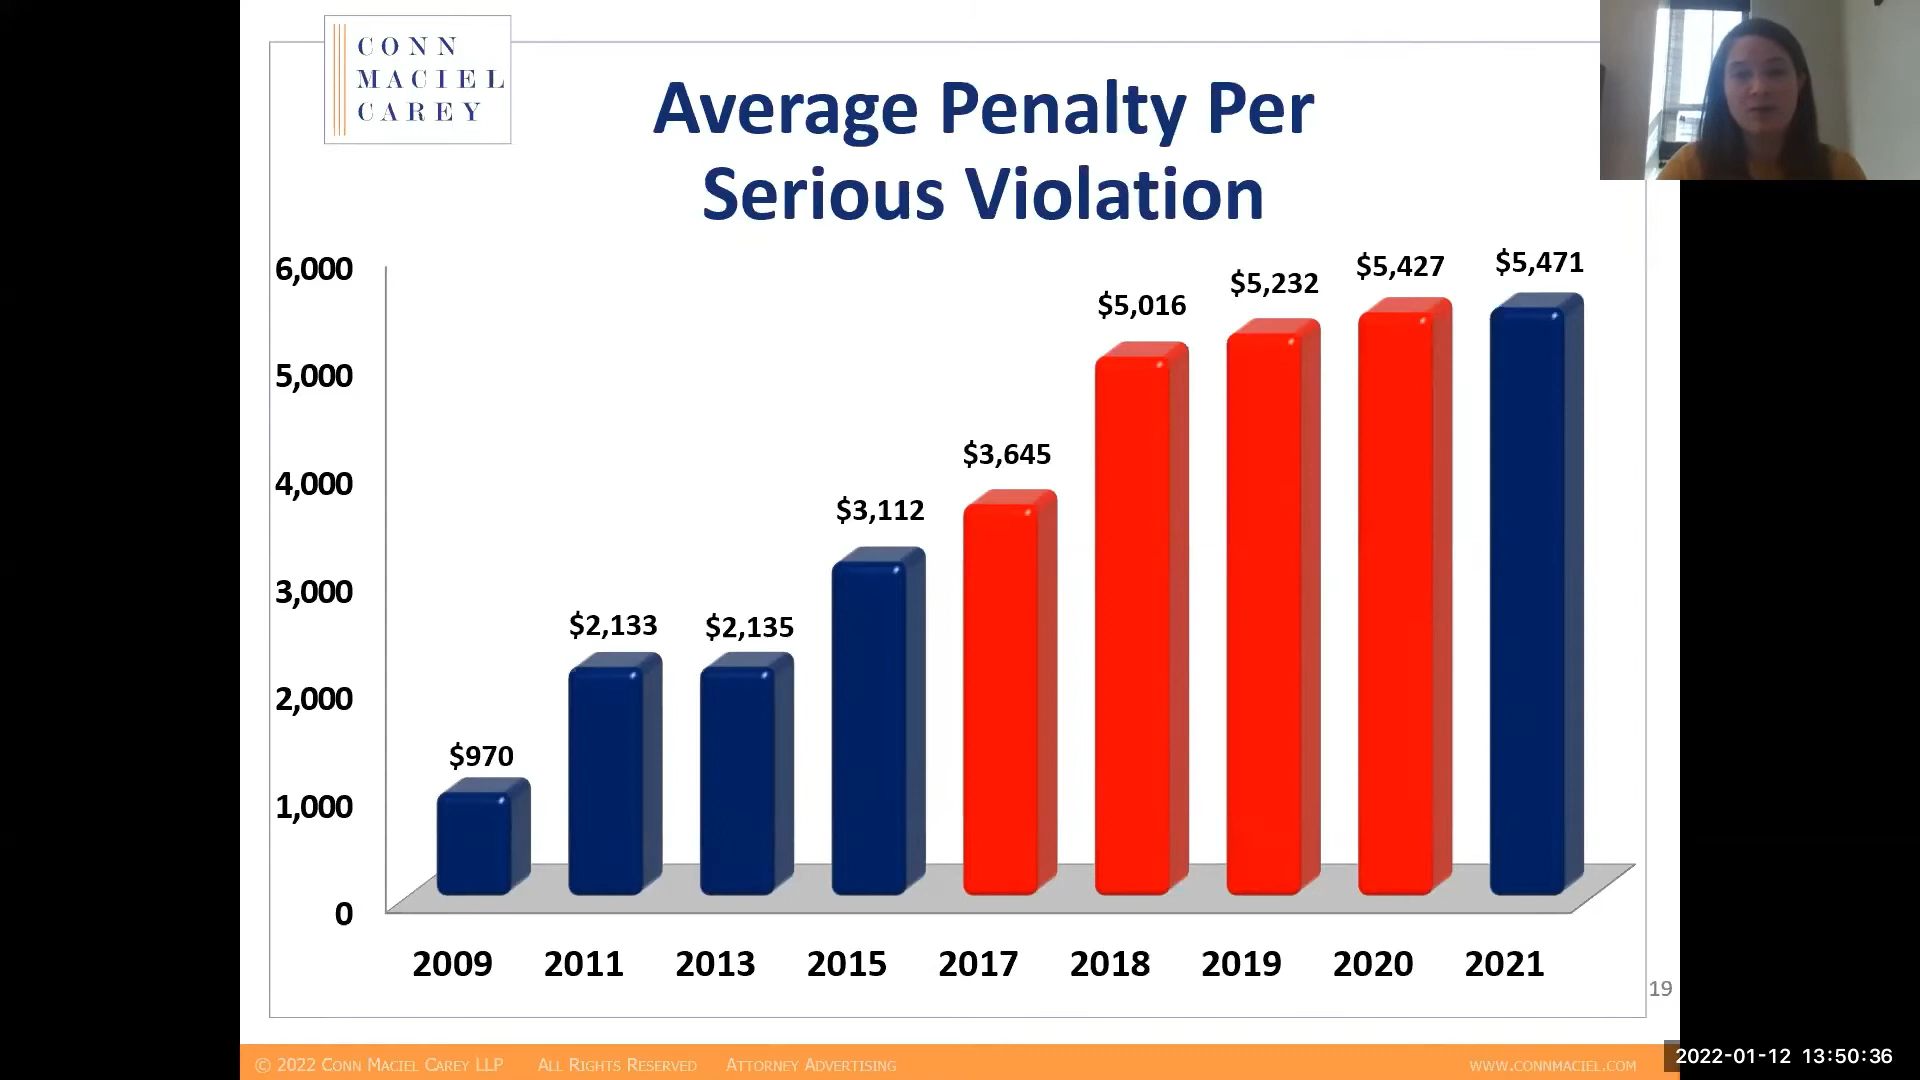 CONN
MACIEL
CAREY
Average Penalty Per
Serious Violation
6,000
5,000
4,000
3,000
2,000
1,000
0
$970
$2,133
$2,135
$3,112
$3,645
$5,016
$5,232
$5,427
$5,471
2009 2011 2013 2015 2017 2018 2019 2020 2021
19
© 2022 CONN MACIEL CAREY LLP ALL RIGHTS RESERVED ATTORNEY ADVERTISING WWW.CONNMACIEL.COM
2022-01-12 13:50:36